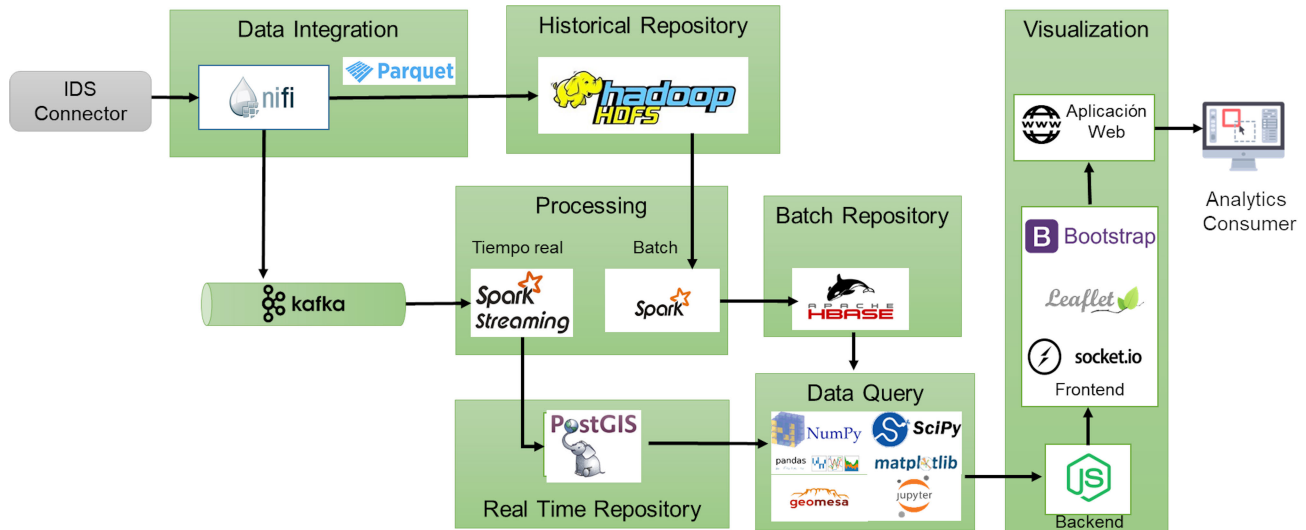 Data Integration
Historical Repository
Visualization
IDS
Connector
nifi
Parquet
hadoop
HDFS
WWW
Aplicación
Web
Analytics
Consumer
Processing
Tiempo real
Batch
Spark
Streaming
Spark
Batch Repository
APACHE
HBASE
kafka
B Bootstrap
Leaflet
socket.io
Frontend
PostGIS
Real Time Repository
Data Query
NumPy
SciPy
pandas
matplotlib
geomesa
jupyter
JS
Backend